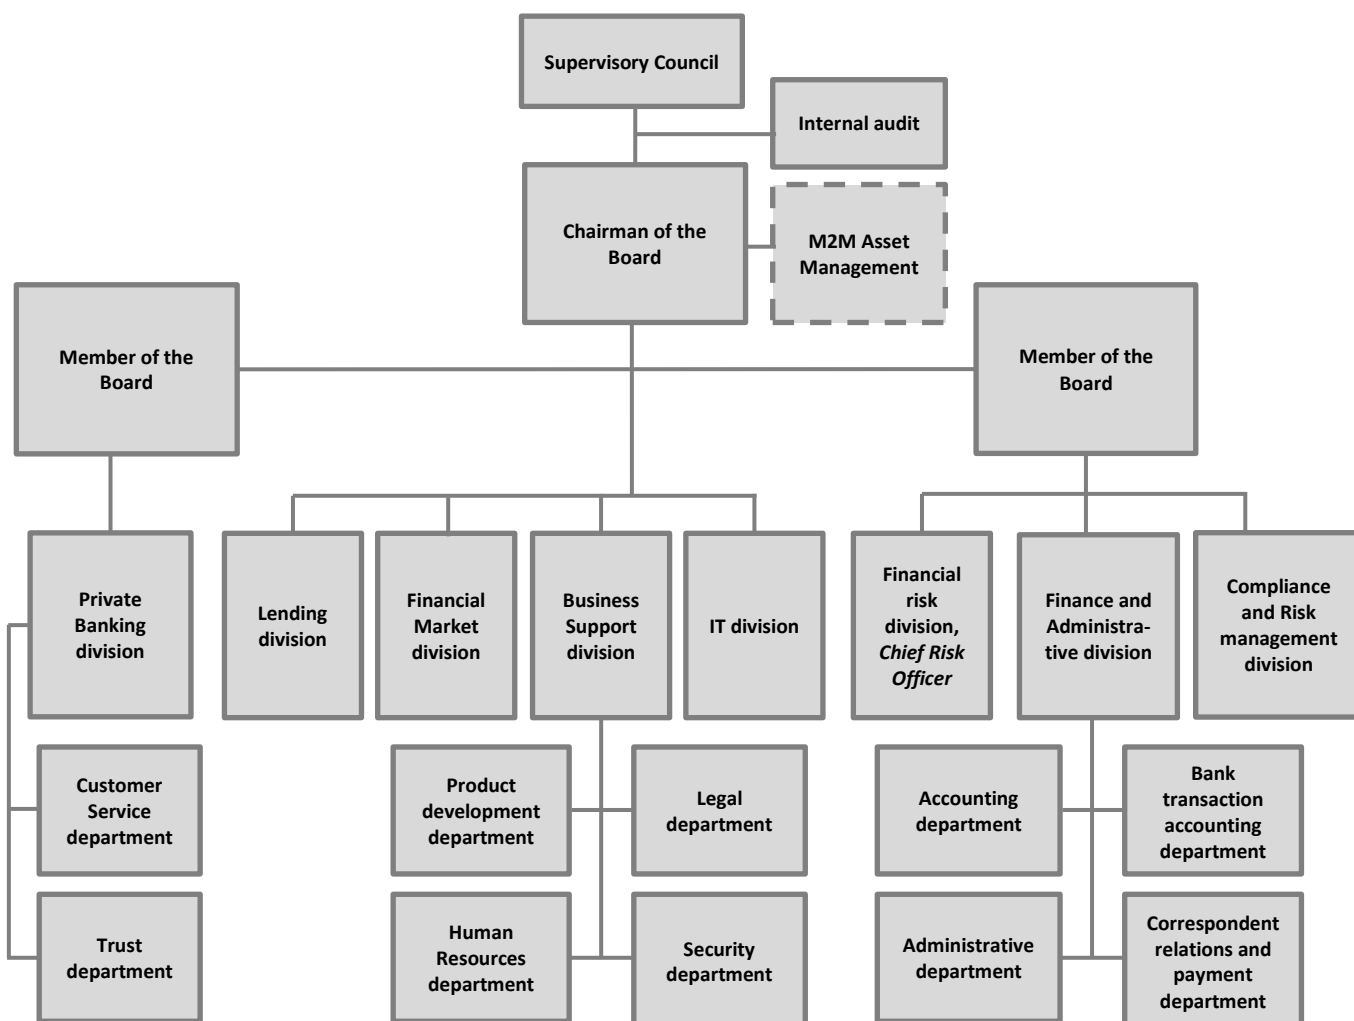 Supervisory Council
Internal audit
Chairman of the
Board
M2M Asset
Management
Member of the
Board
Member of the
Board
Private
Banking
division
Lending
division
Financial
Market
division
Business
Support
division
IT division
Financial
risk
division,
Chief Risk
Officer
Finance and
Administra-
tive division
Compliance
and Risk
management
division
Customer
Service
department
Product
development
department
Legal
department
Accounting
department
Bank
transaction
accounting
department
Trust
department
Human
Resources
department
Security
department
Administrative
department
Correspondent
relations and
payment
department